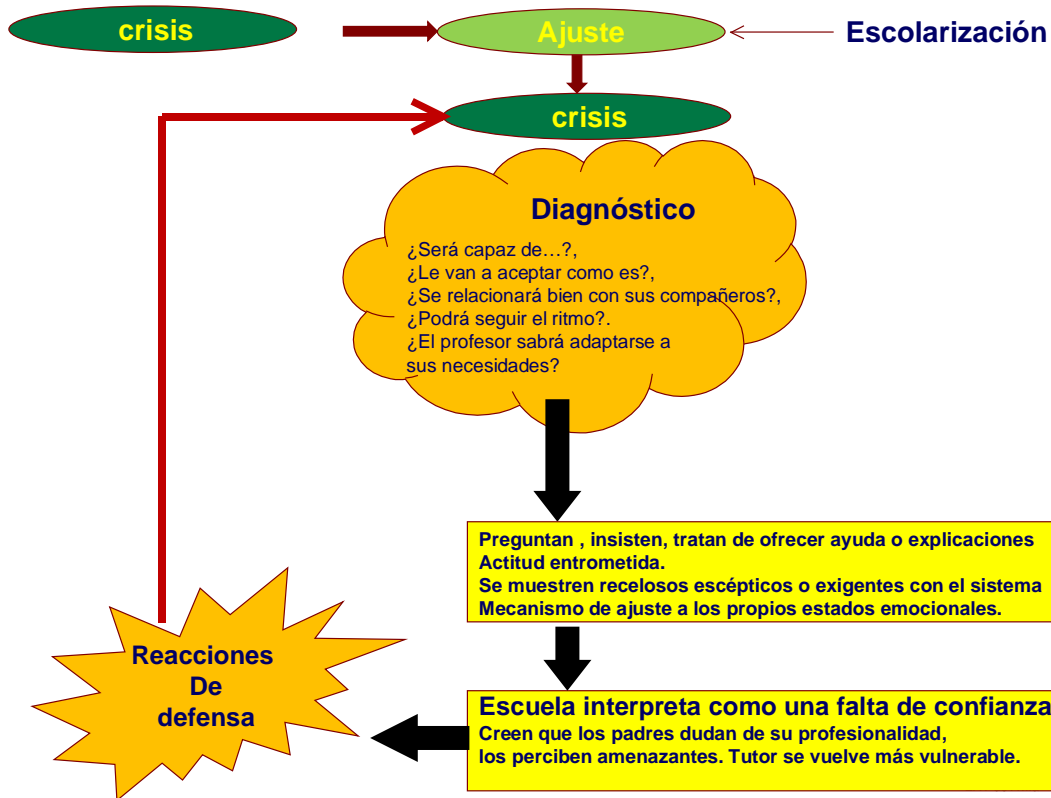 crisis
Ajuste
Escolarización
crisis
Diagnóstico
¿Será capaz de…?,
¿Le van a aceptar como es?,
¿Se relacionará bien con sus compañeros?,
¿Podrá seguir el ritmo?.
¿El profesor sabrá adaptarse a
sus necesidades?
Preguntan , insisten, tratan de ofrecer ayuda o explicaciones
Actitud entrometida.
Se muestren recelosos escépticos o exigentes con el sistema
Mecanismo de ajuste a los propios estados emocionales.
Reacciones
De
defensa
Escuela interpreta como una falta de confianza
Creen que los padres dudan de su profesionalidad,
los perciben amenazantes. Tutor se vuelve más vulnerable.